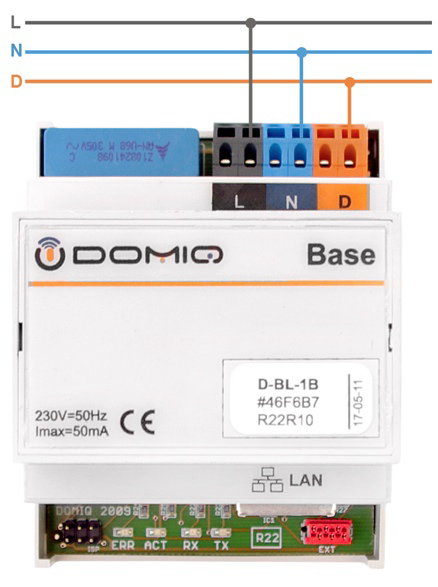 L
N
D
L N D
DOMIQ Base
D-BL-1B
#46F6B7
R22R10
17-05-11
230V=50Hz
Imax=50mA CE
LAN
DOMIQ 2009
ERR ACT RX TX R22 EXT